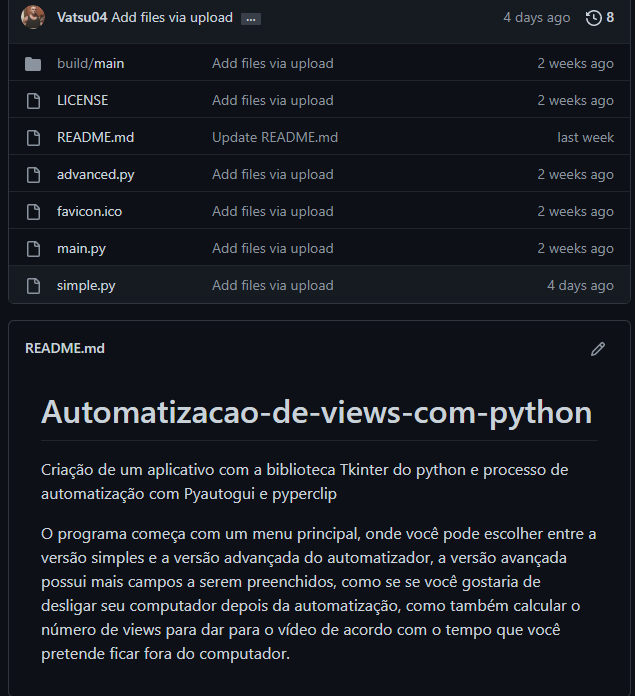 Vatsu04 Add files via upload ... 4 days ago 8
build/main Add files via upload 2 weeks ago
LICENSE Add files via upload 2 weeks ago
README.md Update README.md last week
advanced.py Add files via upload 2 weeks ago
favicon.ico Add files via upload 2 weeks ago
main.py Add files via upload 2 weeks ago
simple.py Add files via upload 4 days ago
README.md
Automatizacao-de-views-com-python
Criação de um aplicativo com a biblioteca Tkinter do python e processo de
automatização com Pyautogui e pyperclip
O programa começa com um menu principal, onde você pode escolher entre a
versão simples e a versão advançada do automatizador, a versão avançada
possui mais campos a serem preenchidos, como se se você gostaria de
desligar seu computador depois da automatização, como também calcular o
número de views para dar para o vídeo de acordo com o tempo que você
pretende ficar fora do computador.